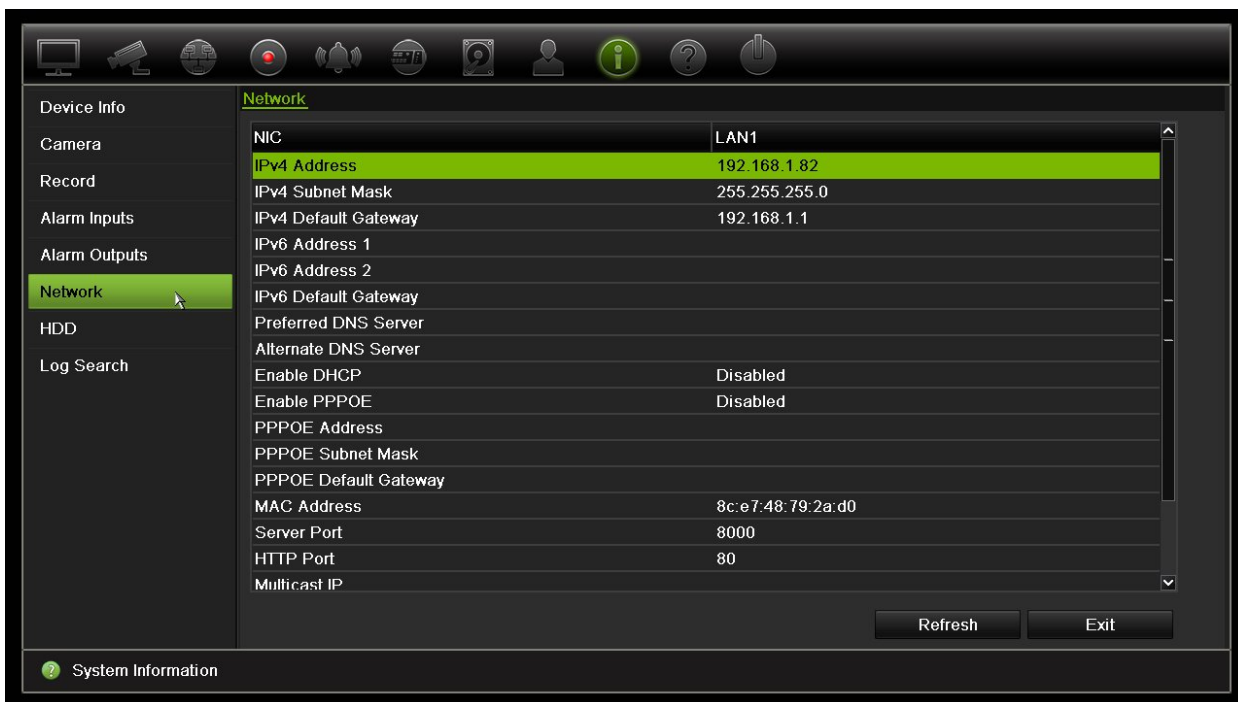 Device Info
Camera
Record
Alarm Inputs
Alarm Outputs
Network
HDD
Log Search
Network
NIC LAN1
IPv4 Address 192.168.1.82
IPv4 Subnet Mask 255.255.255.0
IPv4 Default Gateway 192.168.1.1
IPv6 Address 1
IPv6 Address 2
IPv6 Default Gateway
Preferred DNS Server
Alternate DNS Server
Enable DHCP Disabled
Enable PPPOE Disabled
PPPOE Address
PPPOE Subnet Mask
PPPOE Default Gateway
MAC Address 8c:e7:48:79:2a:d0
Server Port 8000
HTTP Port 80
Multicast IP
Refresh Exit
System Information